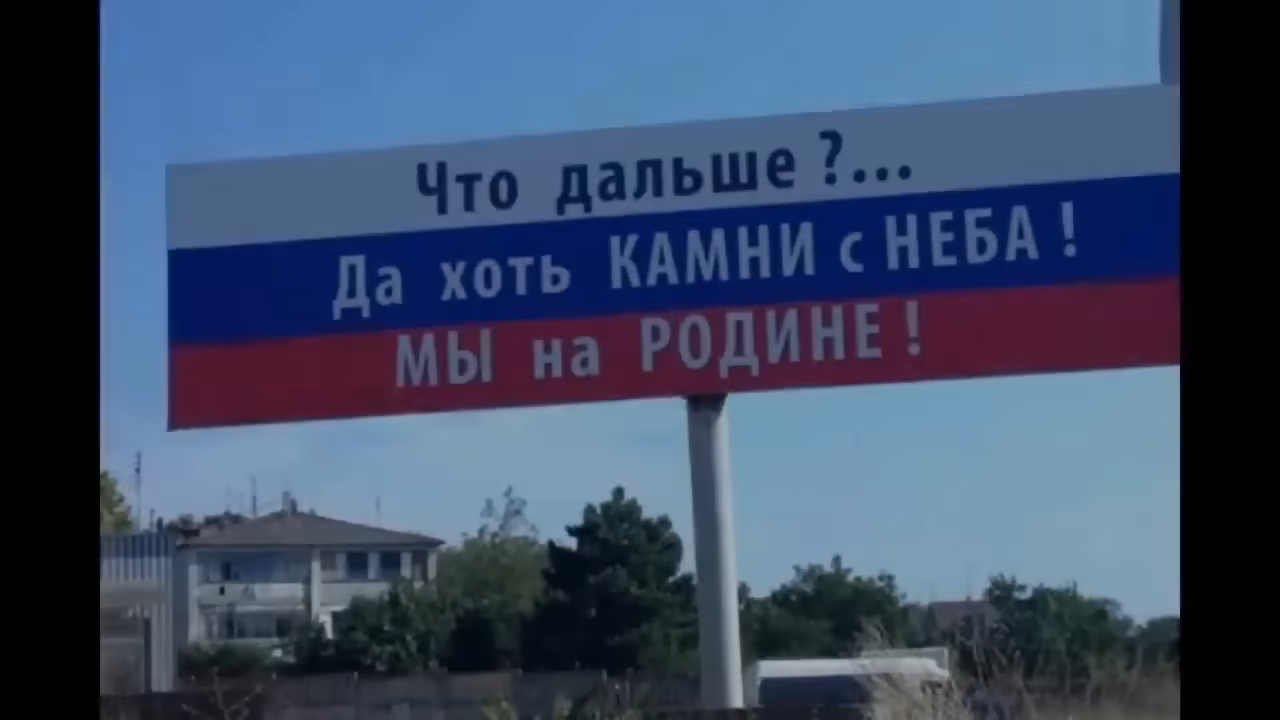 Что дальше ?...
Да хоть КАМНИ с НЕБА !
МЫ на РОДИНЕ !